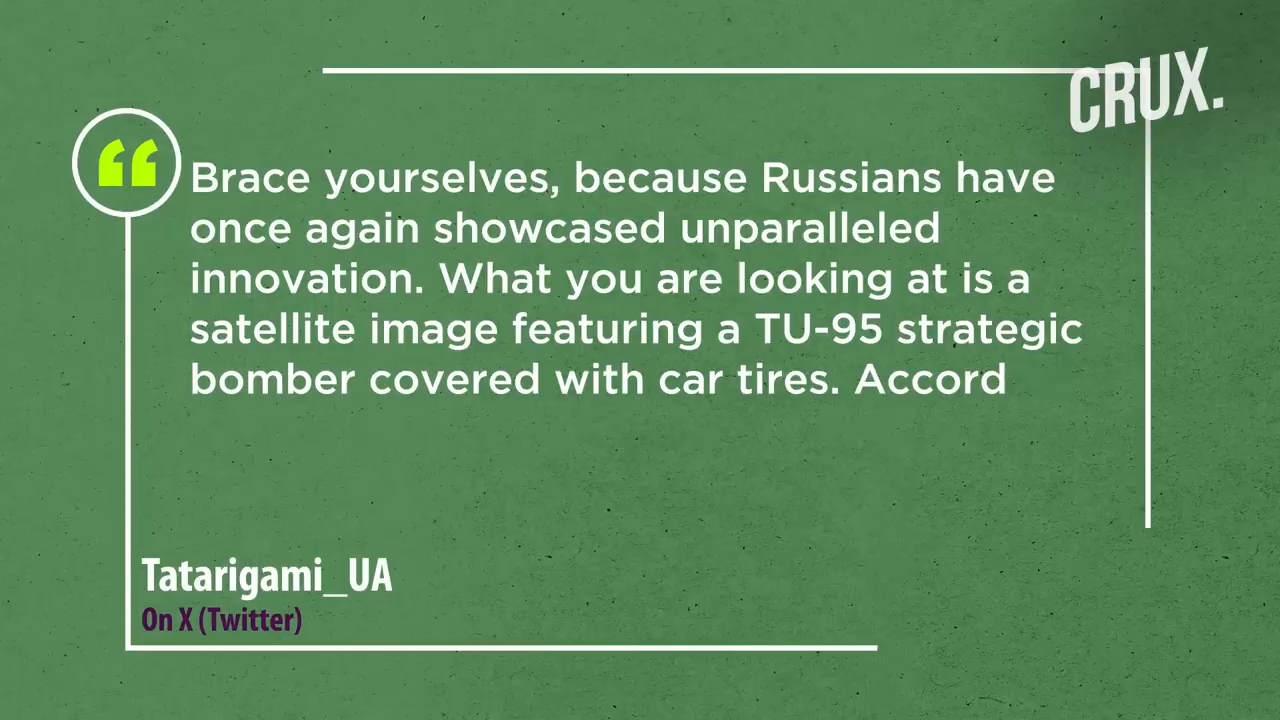 CRUX.
“
Brace yourselves, because Russians have
once again showcased unparalleled
innovation. What you are looking at is a
satellite image featuring a TU-95 strategic
bomber covered with car tires. Accord
Tatarigami_UA
On X (Twitter)